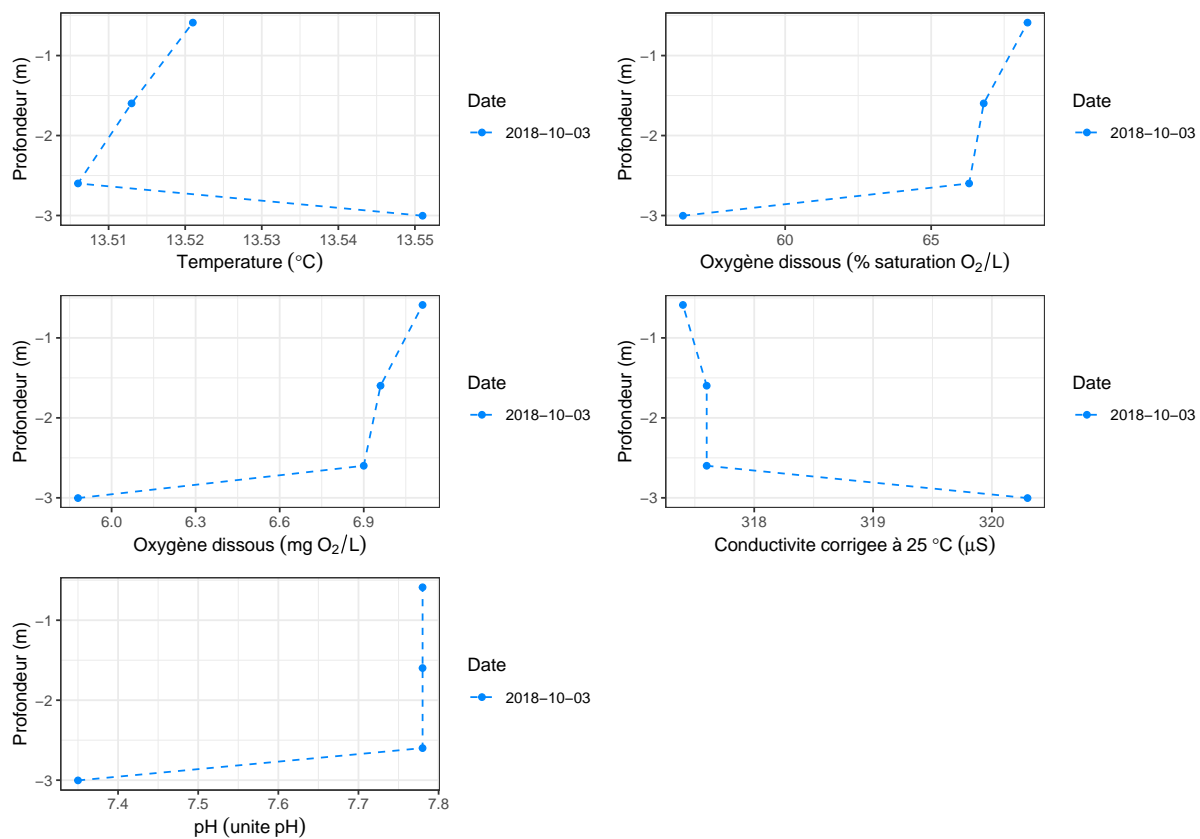 Profondeur (m)
−1
−2
−3
13.51 13.52 13.53 13.54 13.55
Temperature (°C)
Date
2018−10−03
Profondeur (m)
−1
−2
−3
60 65
Oxygène dissous (% saturation O₂/L)
Date
2018−10−03
Profondeur (m)
−1
−2
−3
6.0 6.3 6.6 6.9
Oxygène dissous (mg O₂/L)
Date
2018−10−03
Profondeur (m)
−1
−2
−3
318 319 320
Conductivite corrigee à 25 °C (μS)
Date
2018−10−03
Profondeur (m)
−1
−2
−3
7.4 7.5 7.6 7.7 7.8
pH (unite pH)
Date
2018−10−03